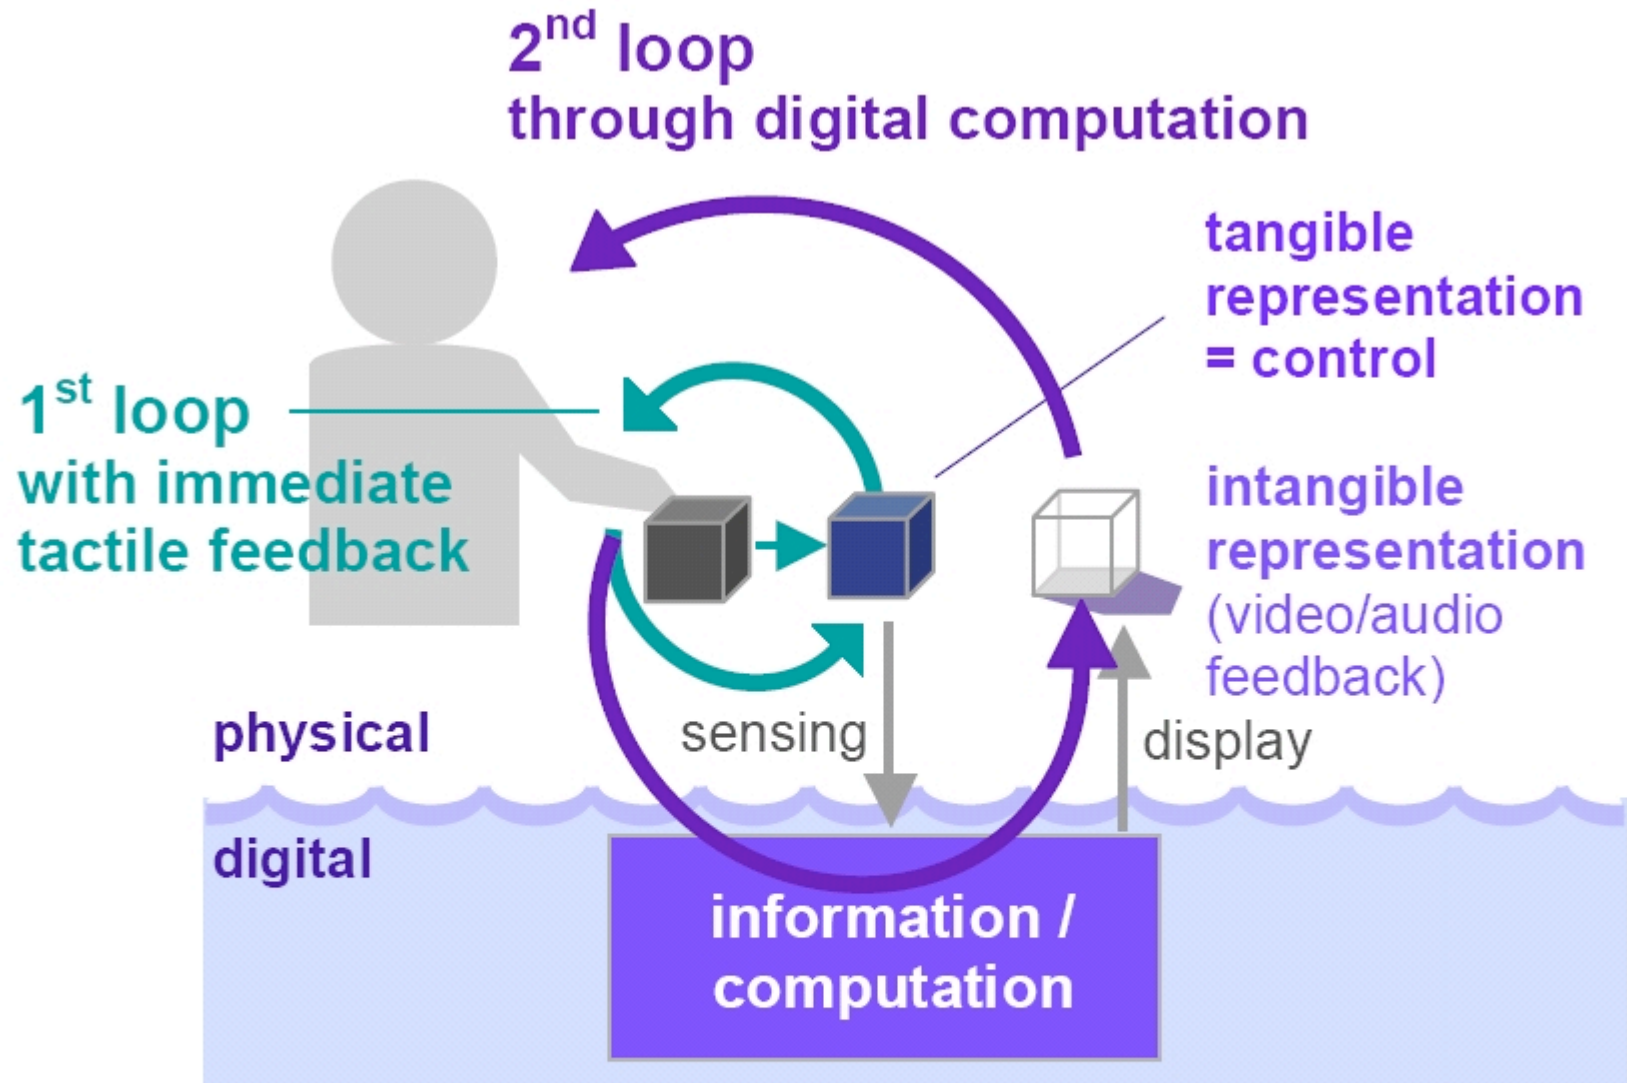 2nd loop
through digital computation
tangible
representation
= control
1st loop
with immediate
tactile feedback
intangible
representation
(video/audio
feedback)
physical
sensing
display
digital
information /
computation